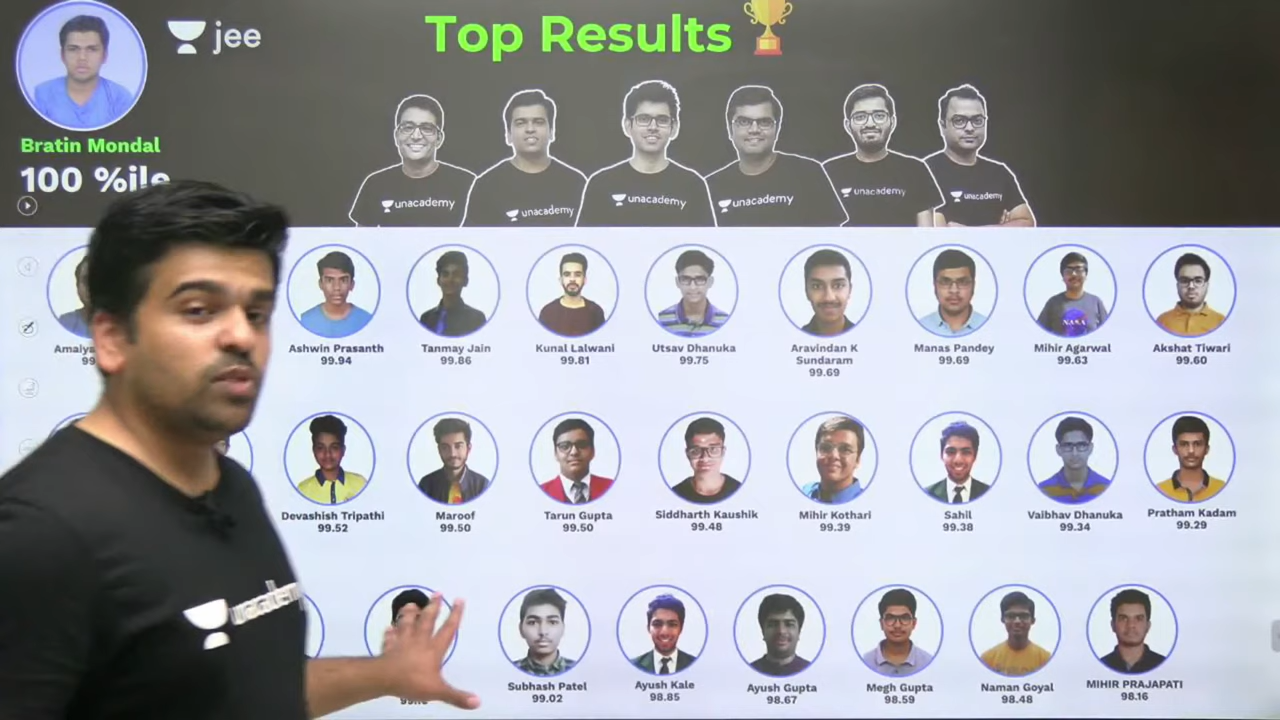 jee
Top Results
Bratin Mondal
100 %ile
unacademy
unacademy
unacademy
unacademy
unacademy
unacademy
Ashwin Prasanth
99.94
Tanmay Jain
99.86
Kunal Lalwani
99.81
Utsav Dhanuka
99.75
Aravindan K
Sundaram
99.69
Manas Pandey
99.69
NASA
Mihir Agarwal
99.63
Akshat Tiwari
99.60
Devashish Tripathi
99.52
Maroof
99.50
Tarun Gupta
99.50
Siddharth Kaushik
99.48
Mihir Kothari
99.39
Sahil
99.38
Vaibhav Dhanuka
99.34
Pratham Kadam
99.29
unacademy
Subhash Patel
99.02
Ayush Kale
98.85
Ayush Gupta
98.67
Megh Gupta
98.59
Naman Goyal
98.48
MIHIR PRAJAPATI
98.16